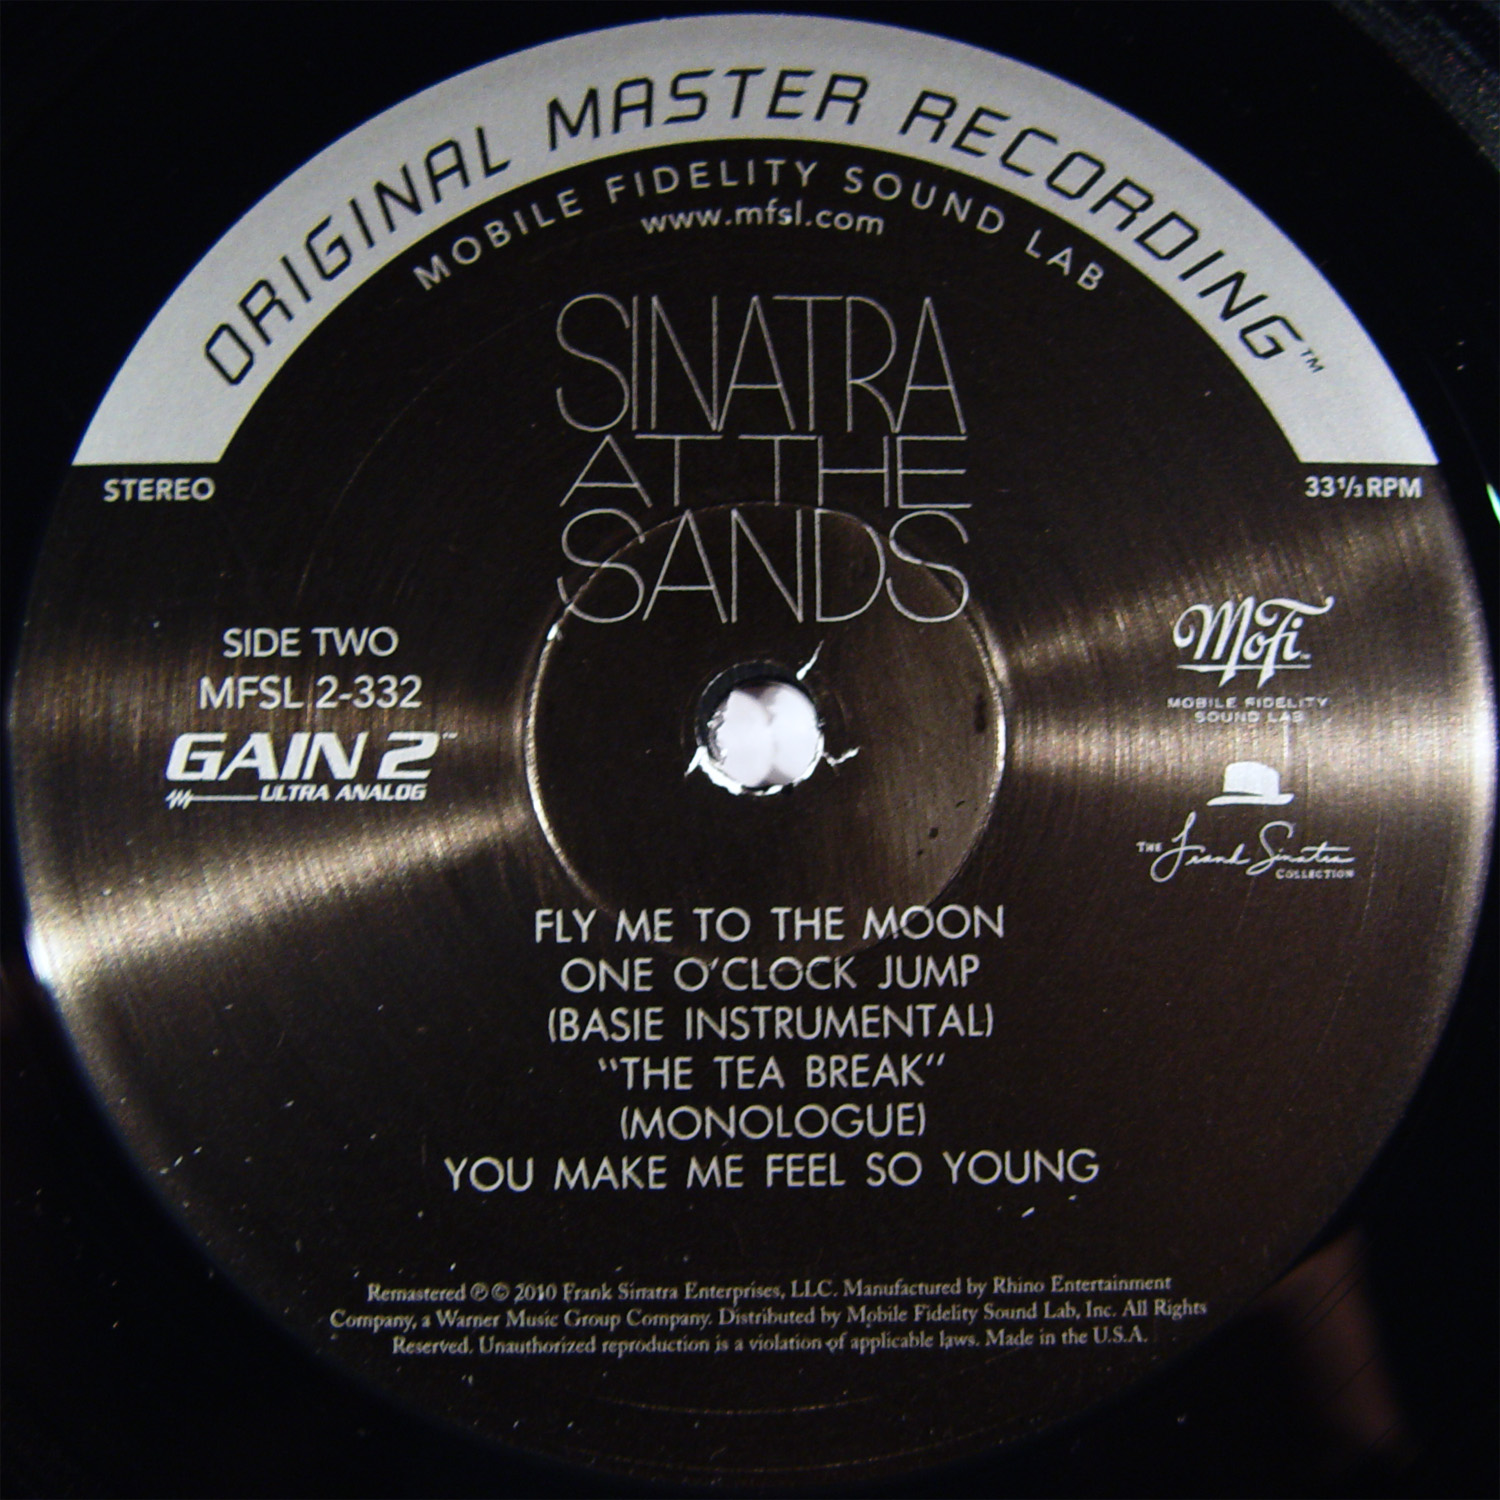 ORIGINAL MASTER RECORDING™
MOBILE FIDELITY SOUND LAB
www.mfsl.com
SINATRA
AT THE
SANDS
STEREO
33⅓ RPM
SIDE TWO
MFSL 2-332
GAIN 2™
ULTRA ANALOG
MoFi
MOBILE FIDELITY
SOUND LAB
THE Frank Sinatra
COLLECTION
FLY ME TO THE MOON
ONE O'CLOCK JUMP
(BASIE INSTRUMENTAL)
"THE TEA BREAK"
(MONOLOGUE)
YOU MAKE ME FEEL SO YOUNG
Remastered ℗ © 2010 Frank Sinatra Enterprises, LLC. Manufactured by Rhino Entertainment
Company, a Warner Music Group Company. Distributed by Mobile Fidelity Sound Lab, Inc. All Rights
Reserved. Unauthorized reproduction is a violation of applicable laws. Made in the U.S.A.